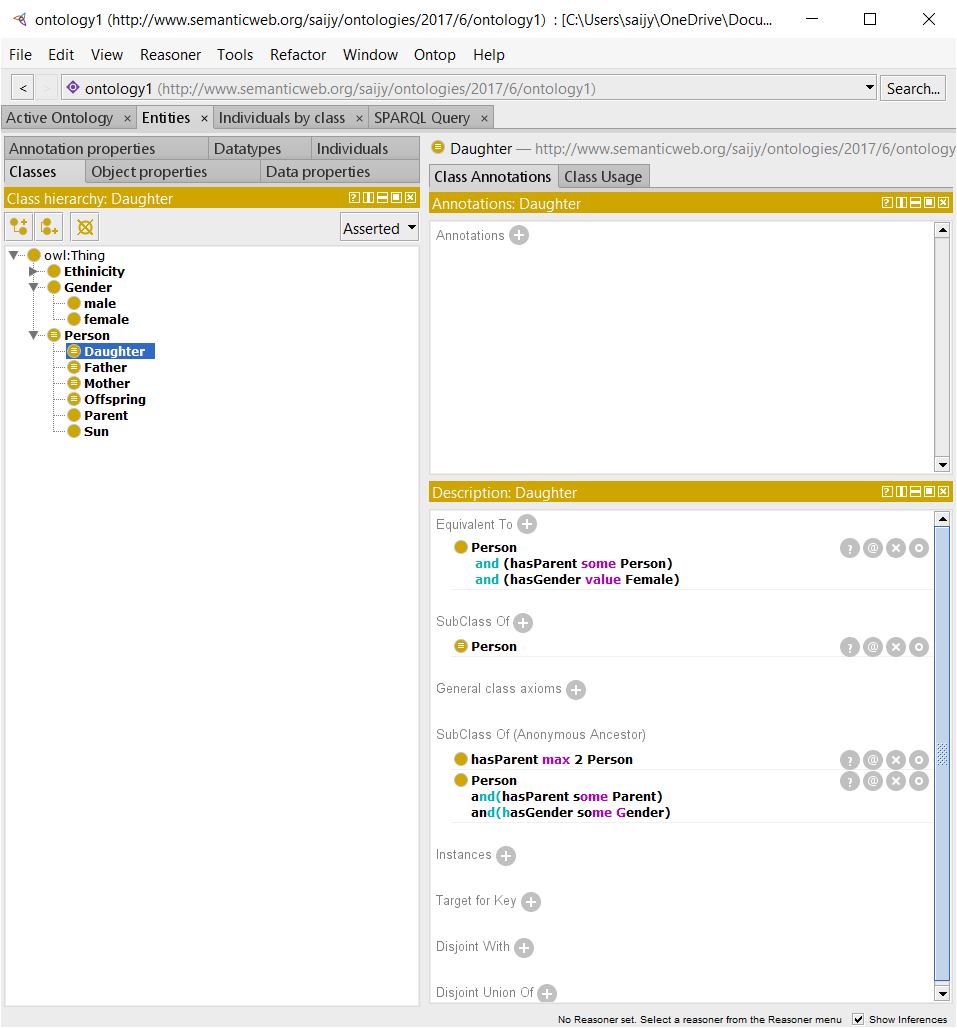 ontology1 (http://www.semanticweb.org/saijy/ontologies/2017/6/ontology1) : [C:\Users\saijy\OneDrive\Docu...
File Edit View Reasoner Tools Refactor Window Ontop Help
< > ontology1 (http://www.semanticweb.org/saijy/ontologies/2017/6/ontology1) Search...
Active Ontology × Entities × Individuals by class × SPARQL Query ×
Annotation properties Datatypes Individuals
Classes Object properties Data properties
Class hierarchy: Daughter
Asserted
owl:Thing
Ethinicity
Gender
male
female
Person
Daughter
Father
Mother
Offspring
Parent
Sun
Daughter — http://www.semanticweb.org/saijy/ontologies/2017/6/ontology
Class Annotations Class Usage
Annotations: Daughter
Annotations
Description: Daughter
Equivalent To
Person
and (hasParent some Person)
and (hasGender value Female)
SubClass Of
Person
General class axioms
SubClass Of (Anonymous Ancestor)
hasParent max 2 Person
Person
and(hasParent some Parent)
and(hasGender some Gender)
Instances
Target for Key
Disjoint With
Disjoint Union Of
No Reasoner set. Select a reasoner from the Reasoner menu Show Inferences